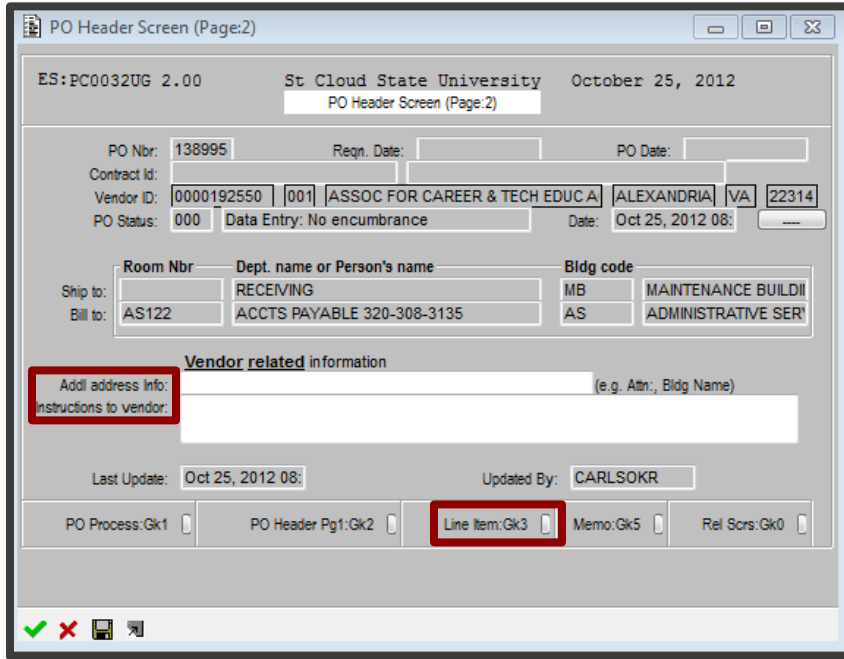 PO Header Screen (Page:2)
ES:PC0032UG 2.00 St Cloud State University October 25, 2012
PO Header Screen (Page:2)
PO Nbr: 138995 Reqn. Date: PO Date:
Contract Id:
Vendor ID: 0000192550 001 ASSOC FOR CAREER & TECH EDUC A ALEXANDRIA VA 22314
PO Status: 000 Data Entry: No encumbrance Date: Oct 25, 2012 08: ----
Room Nbr Dept. name or Person's name Bldg code
Ship to: RECEIVING MB MAINTENANCE BUILDI
Bill to: AS122 ACCTS PAYABLE 320-308-3135 AS ADMINISTRATIVE SER
Vendor related information
Addl address Info: (e.g. Attn:, Bldg Name)
Instructions to vendor:
Last Update: Oct 25, 2012 08: Updated By: CARLSOKR
PO Process:Gk1 PO Header Pg1:Gk2 Line Item:Gk3 Memo:Gk5 Rel Scrs:Gk0